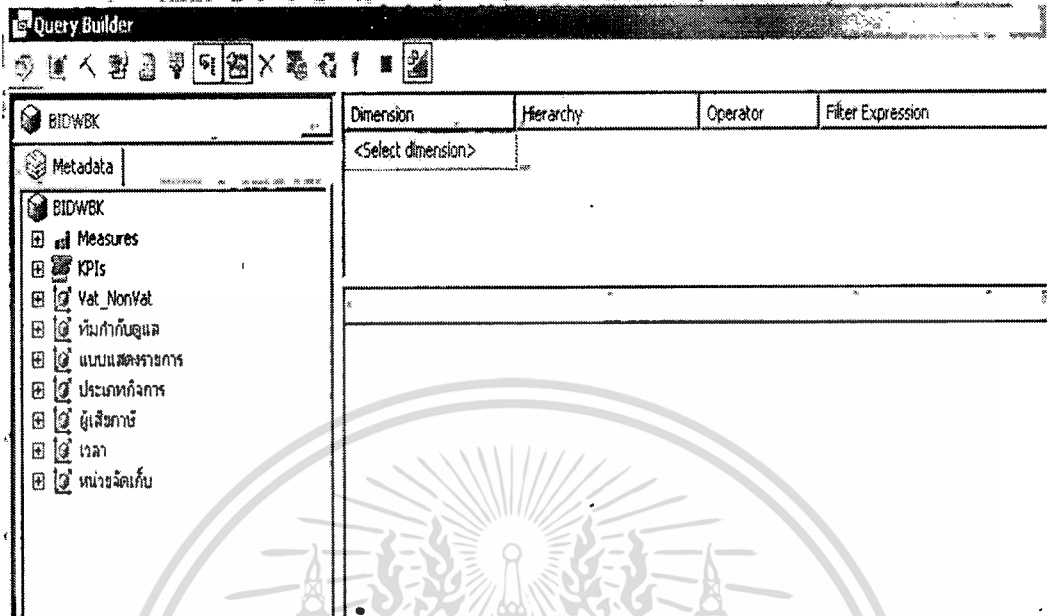 Query Builder
BIDWBK
Metadata
BIDWBK
Measures
KPIs
Vat_NonVat
ทีมกำกับดูแล
แบบแสดงรายการ
ประเภทกิจการ
ผู้เสียภาษี
เวลา
หน่วยจัดเก็บ
Dimension Hierarchy Operator Filter Expression
<Select dimension>